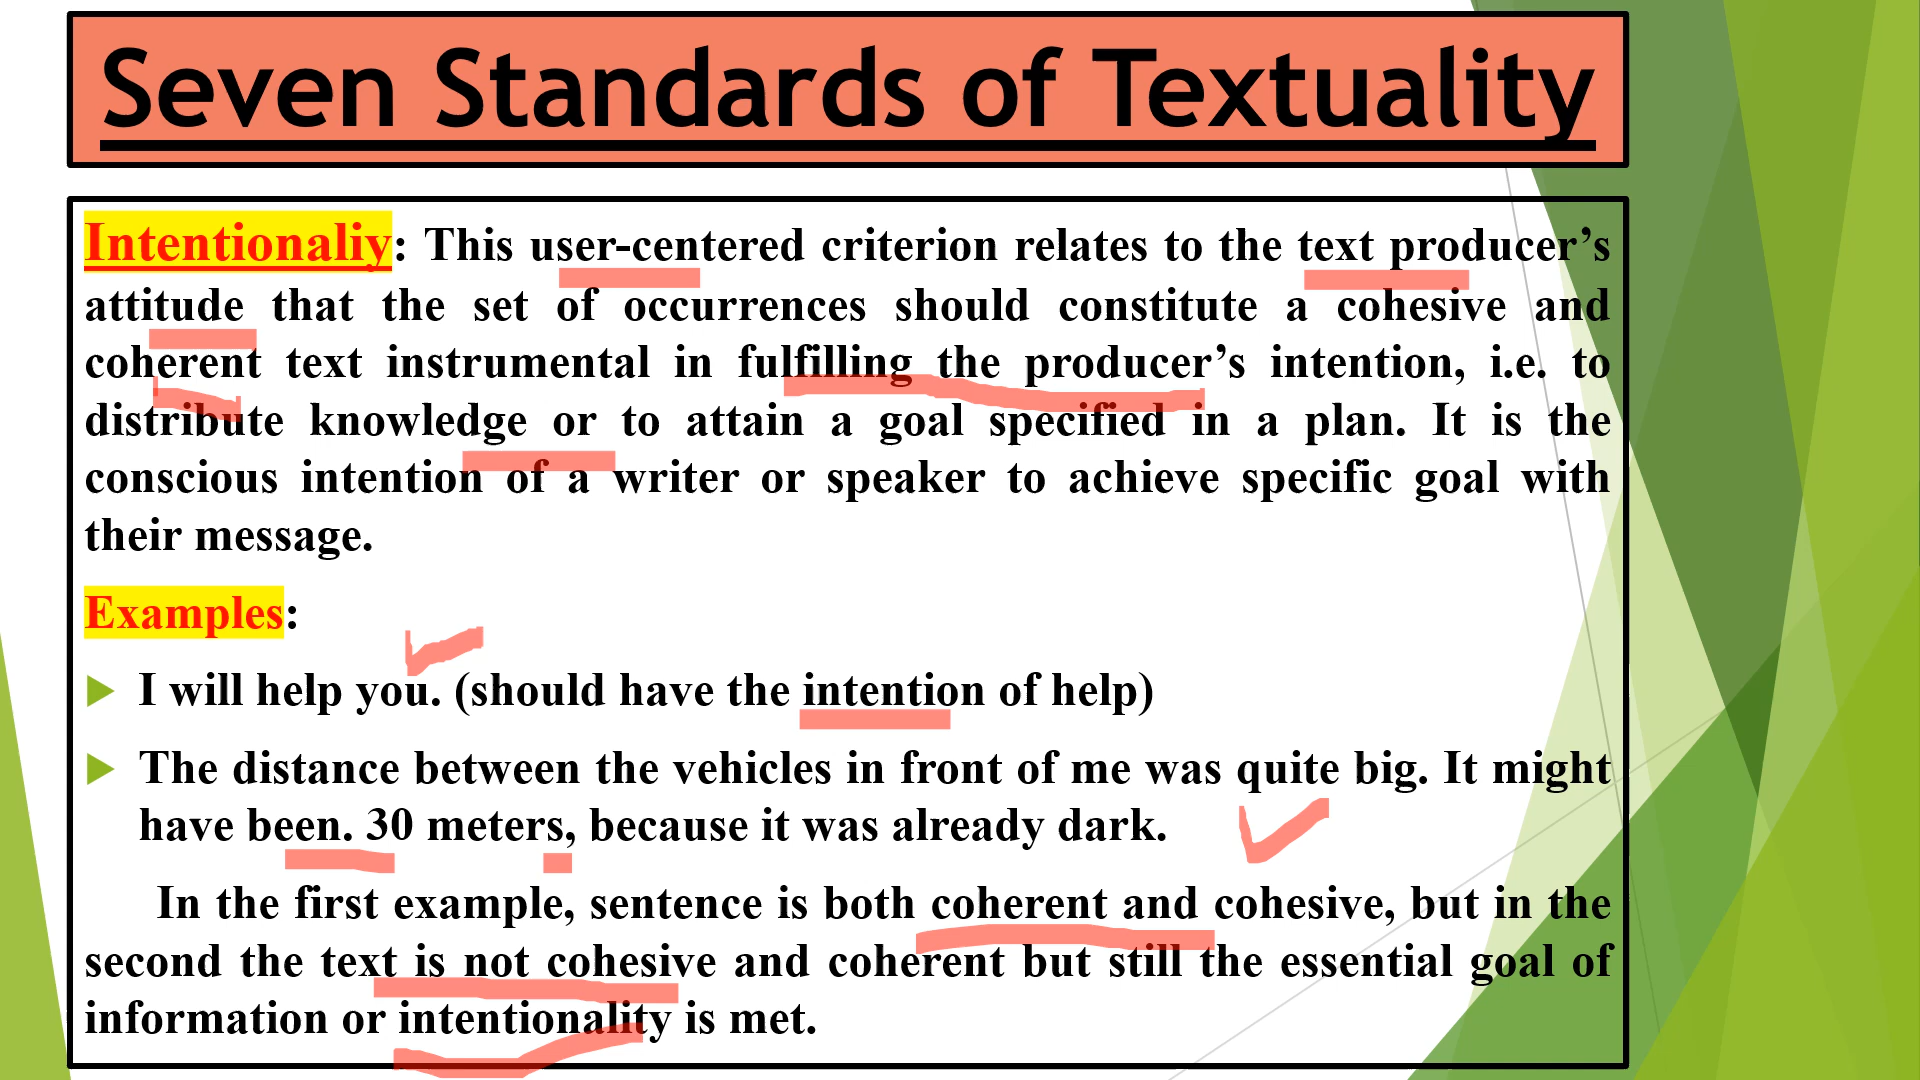 Seven Standards of Textuality
Intentionaliy: This user-centered criterion relates to the text producer’s
attitude that the set of occurrences should constitute a cohesive and
coherent text instrumental in fulfilling the producer’s intention, i.e. to
distribute knowledge or to attain a goal specified in a plan. It is the
conscious intention of a writer or speaker to achieve specific goal with
their message.
Examples:
I will help you. (should have the intention of help)
The distance between the vehicles in front of me was quite big. It might
have been. 30 meters, because it was already dark.
In the first example, sentence is both coherent and cohesive, but in the
second the text is not cohesive and coherent but still the essential goal of
information or intentionality is met.